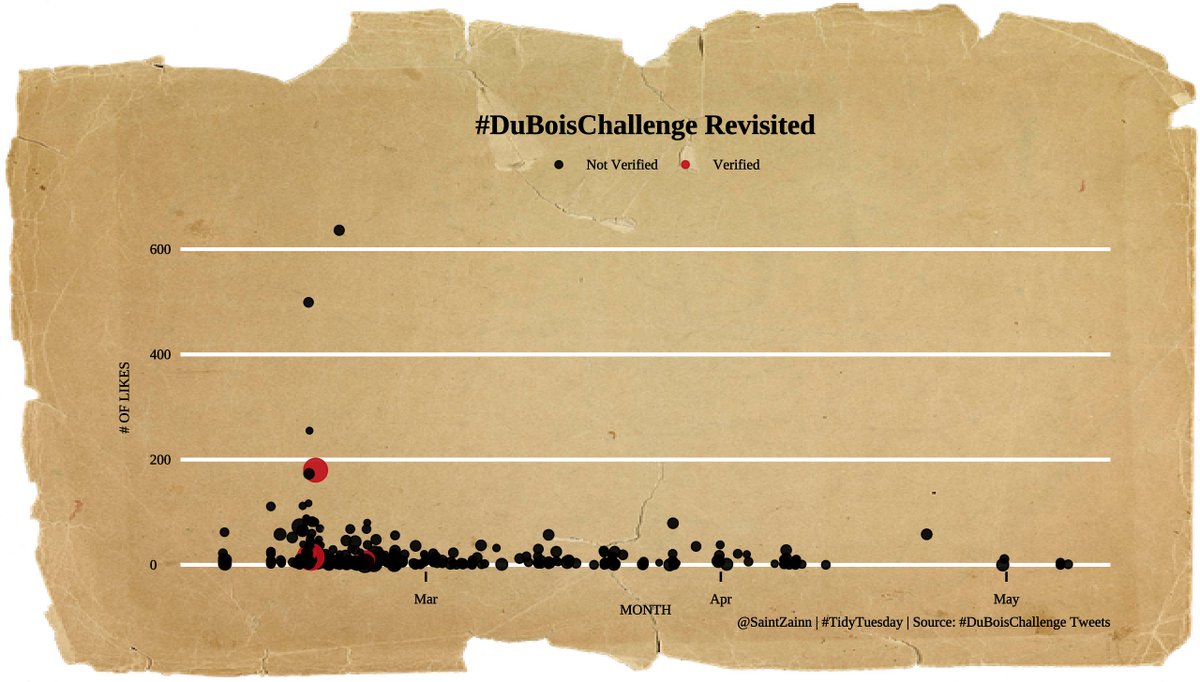 #DuBoisChallenge Revisited
Not Verified Verified
600
400
200
0
# OF LIKES
Mar Apr May
MONTH
@SaintZainn | #TidyTuesday | Source: #DuBoisChallenge Tweets